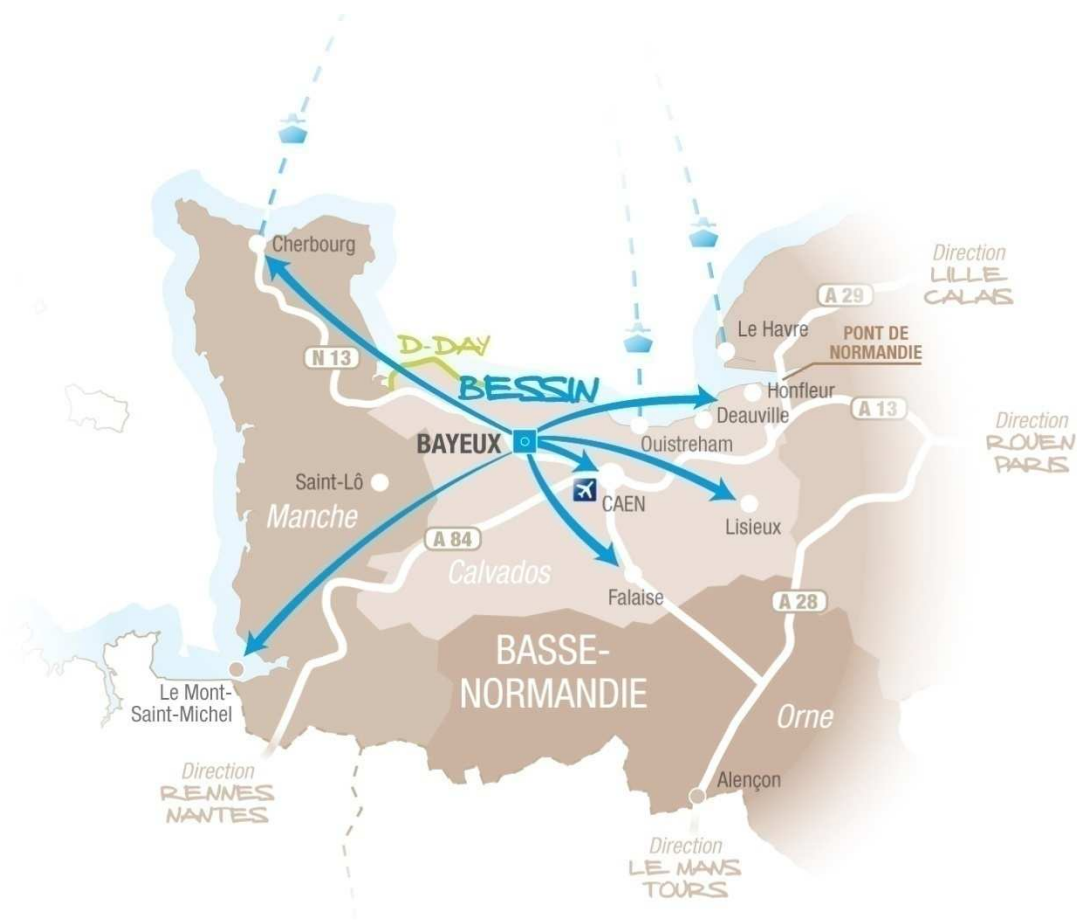 Cherbourg
Direction
LILLE
CALAIS
A 29
Le Havre
PONT DE
NORMANDIE
N 13
D-DAY
BESSIN
Honfleur
Deauville
A 13
Direction
ROUEN
PARIS
BAYEUX
Ouistreham
Saint-Lô
CAEN
Manche
Lisieux
A 84
Calvados
Falaise
A 28
BASSE-
NORMANDIE
Le Mont-
Saint-Michel
Orne
Direction
RENNES
NANTES
Alençon
Direction
LE MANS
TOURS